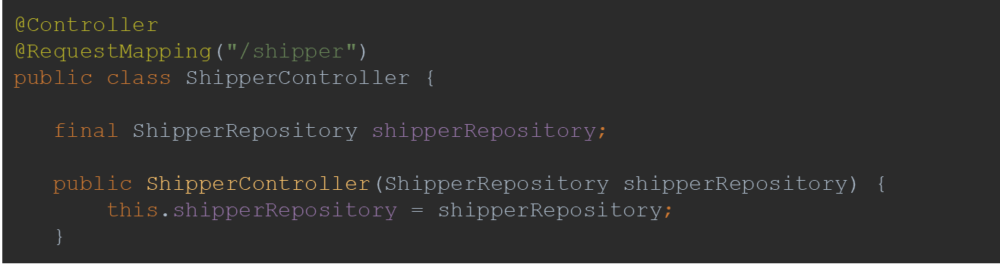 @Controller
@RequestMapping("/shipper")
public class ShipperController {
final ShipperRepository shipperRepository;
public ShipperController(ShipperRepository shipperRepository) {
this.shipperRepository = shipperRepository;
}